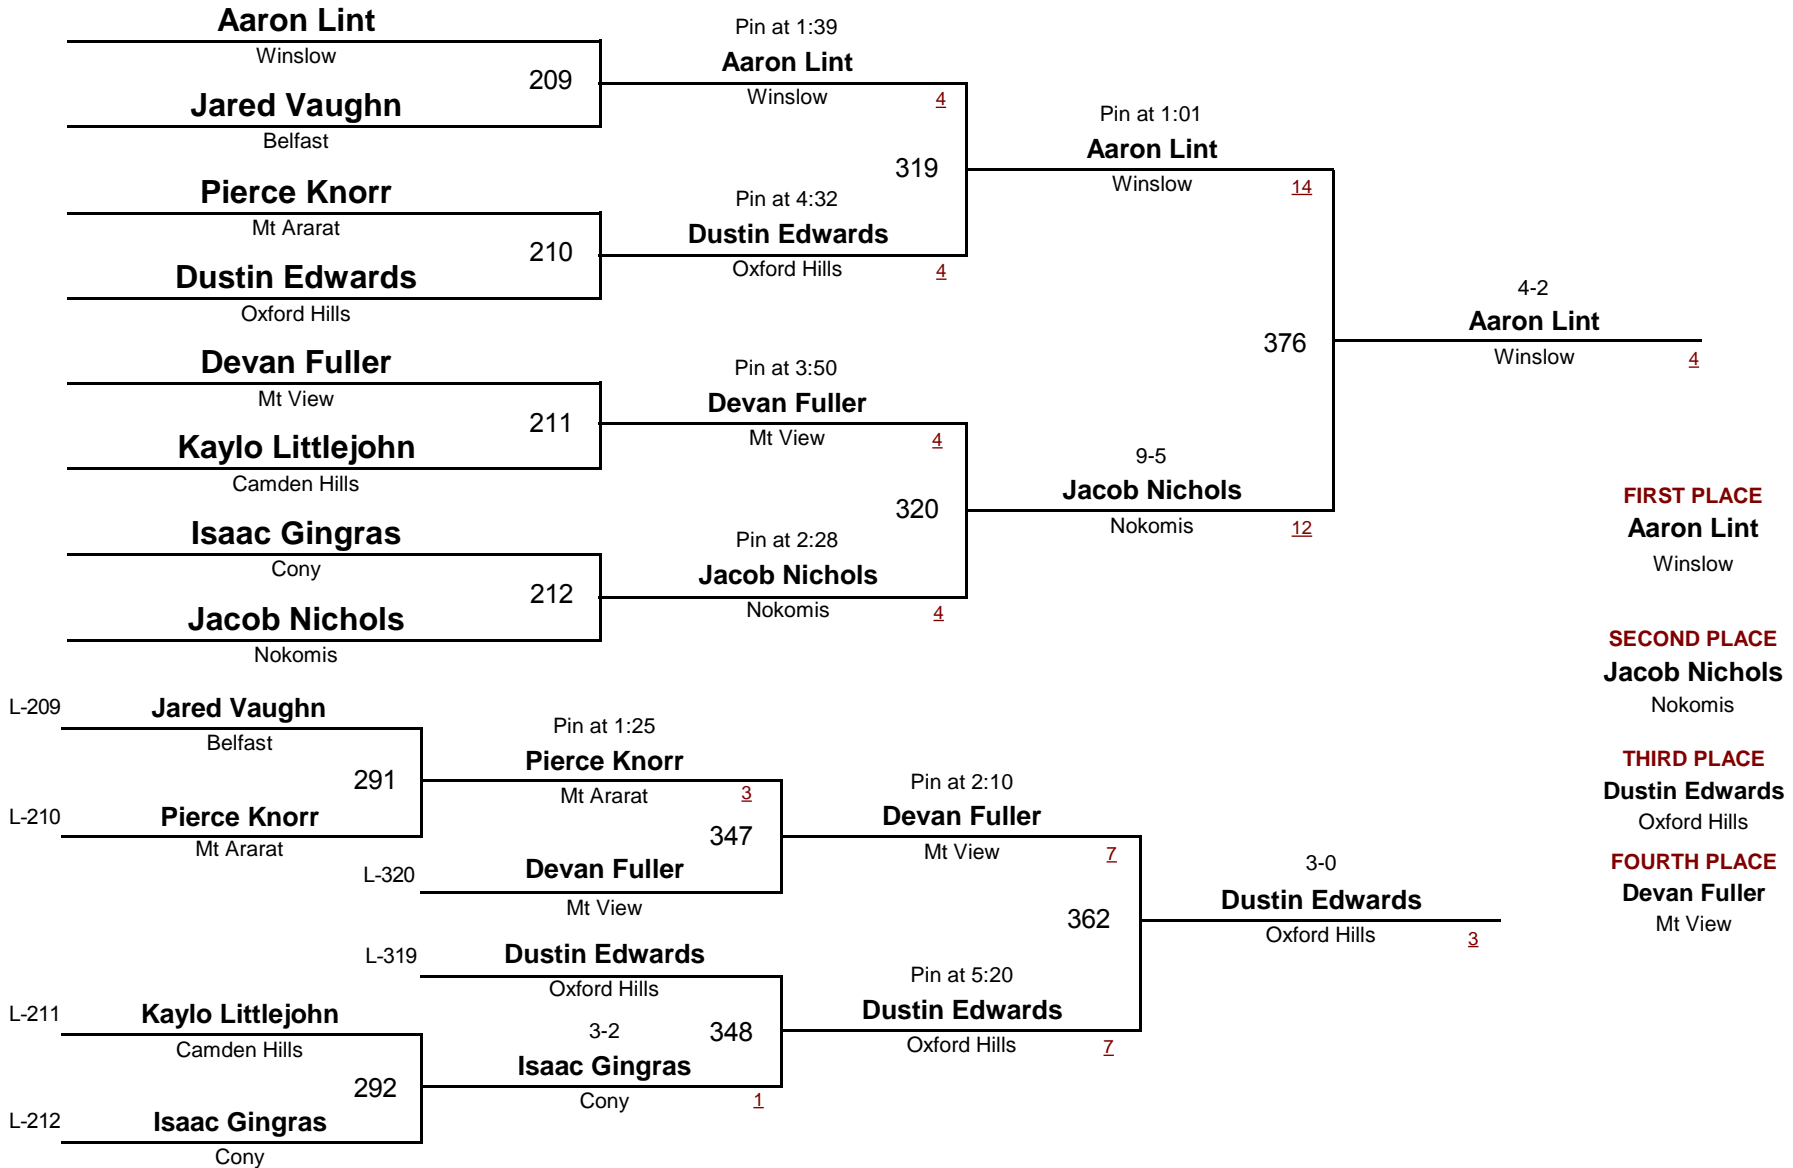 Aaron Lint
Winslow
209
Jared Vaughn
Belfast
Pierce Knorr
Mt Ararat
210
Dustin Edwards
Oxford Hills
Devan Fuller
Mt View
211
Kaylo Littlejohn
Camden Hills
Isaac Gingras
Cony
212
Jacob Nichols
Nokomis
Pin at 1:39
Aaron Lint
Winslow 4
319
Pin at 4:32
Dustin Edwards
Oxford Hills 4
Pin at 3:50
Devan Fuller
Mt View 4
320
Pin at 2:28
Jacob Nichols
Nokomis 4
Pin at 1:01
Aaron Lint
Winslow 14
376
9-5
Jacob Nichols
Nokomis 12
4-2
Aaron Lint
Winslow 4
FIRST PLACE
Aaron Lint
Winslow
SECOND PLACE
Jacob Nichols
Nokomis
THIRD PLACE
Dustin Edwards
Oxford Hills
FOURTH PLACE
Devan Fuller
Mt View
L-209 Jared Vaughn
Belfast
291
L-210 Pierce Knorr
Mt Ararat
L-211 Kaylo Littlejohn
Camden Hills
292
L-212 Isaac Gingras
Cony
Pin at 1:25
Pierce Knorr
Mt Ararat 3
347
L-320 Devan Fuller
Mt View
L-319 Dustin Edwards
Oxford Hills
3-2 348
Isaac Gingras
Cony 1
Pin at 2:10
Devan Fuller
Mt View 7
362
Pin at 5:20
Dustin Edwards
Oxford Hills 7
3-0
Dustin Edwards
Oxford Hills 3